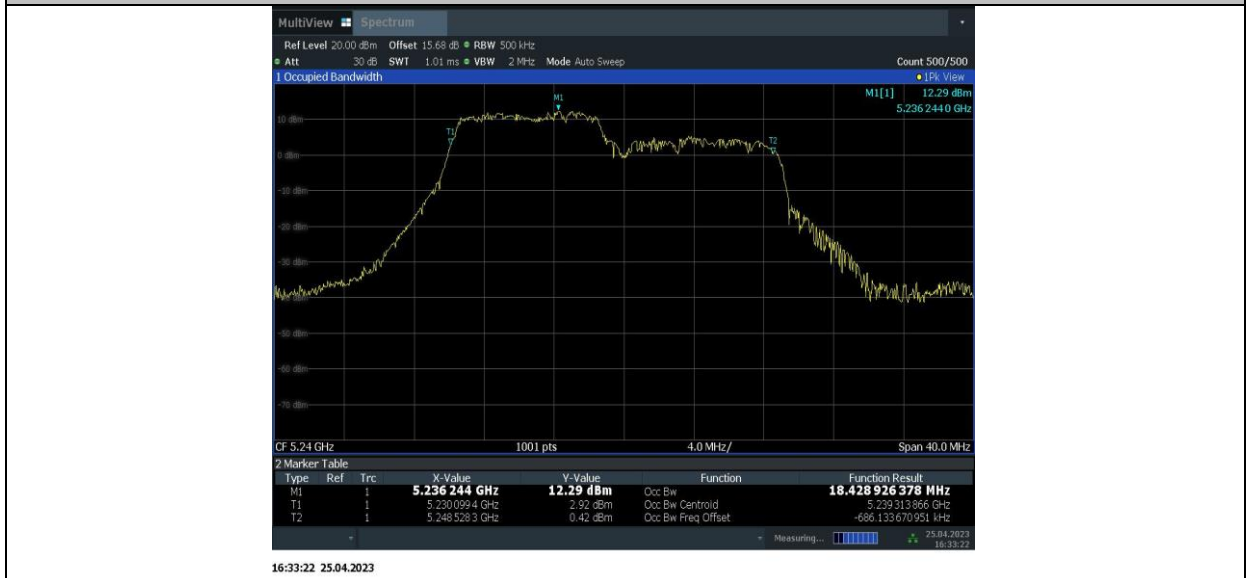 MultiView Spectrum
Ref Level 20.00 dBm Offset 15.68 dB RBW 500 kHz
Att 30 dB SWT 1.01 ms VBW 2 MHz Mode Auto Sweep Count 500/500
1 Occupied Bandwidth 1Pk View
M1[1] 12.29 dBm
5.2362440 GHz
M1
10 dBm
T1
T2
0 dBm
-10 dBm
-20 dBm
-30 dBm
-40 dBm
-50 dBm
-60 dBm
-70 dBm
CF 5.24 GHz 1001 pts 4.0 MHz/ Span 40.0 MHz
2 Marker Table
Type Ref Trc X-Value Y-Value Function Function Result
M1 1 5.236 244 GHz 12.29 dBm Occ Bw 18.428 926 378 MHz
T1 1 5.230 099 4 GHz 2.92 dBm Occ Bw Centroid 5.239 313 866 GHz
T2 1 5.248 528 3 GHz 0.42 dBm Occ Bw Freq Offset -686.133 670 951 kHz
Measuring... 25.04.2023
16:33:22
16:33:22 25.04.2023